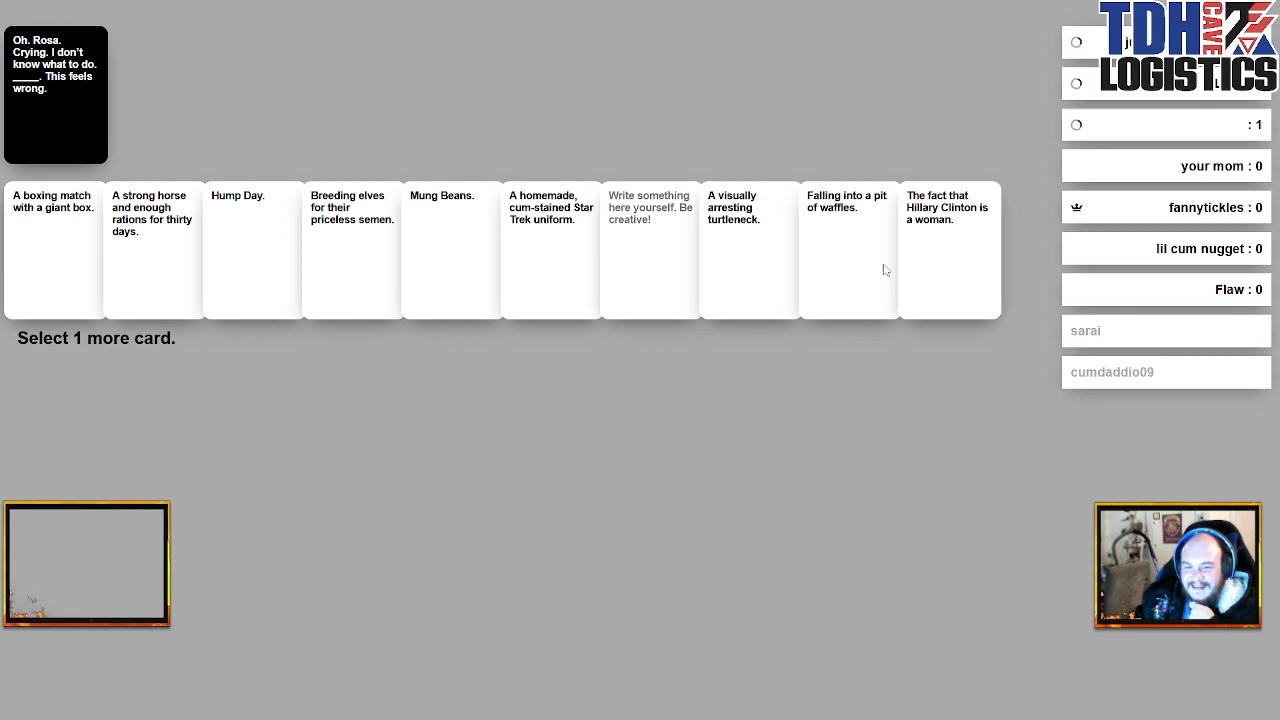 Oh. Rosa.
Crying. I don't
know what to do.
____. This feels
wrong.
A boxing match
with a giant box.
A strong horse
and enough
rations for thirty
days.
Hump Day.
Breeding elves
for their
priceless semen.
Mung Beans.
A homemade,
cum-stained Star
Trek uniform.
Write something
here yourself. Be
creative!
A visually
arresting
turtleneck.
Falling into a pit
of waffles.
The fact that
Hillary Clinton is
a woman.
Select 1 more card.
TDH
CAVE
LOGISTICS
: 1
your mom : 0
fannytickles : 0
lil cum nugget : 0
Flaw : 0
sarai
cumdaddio09